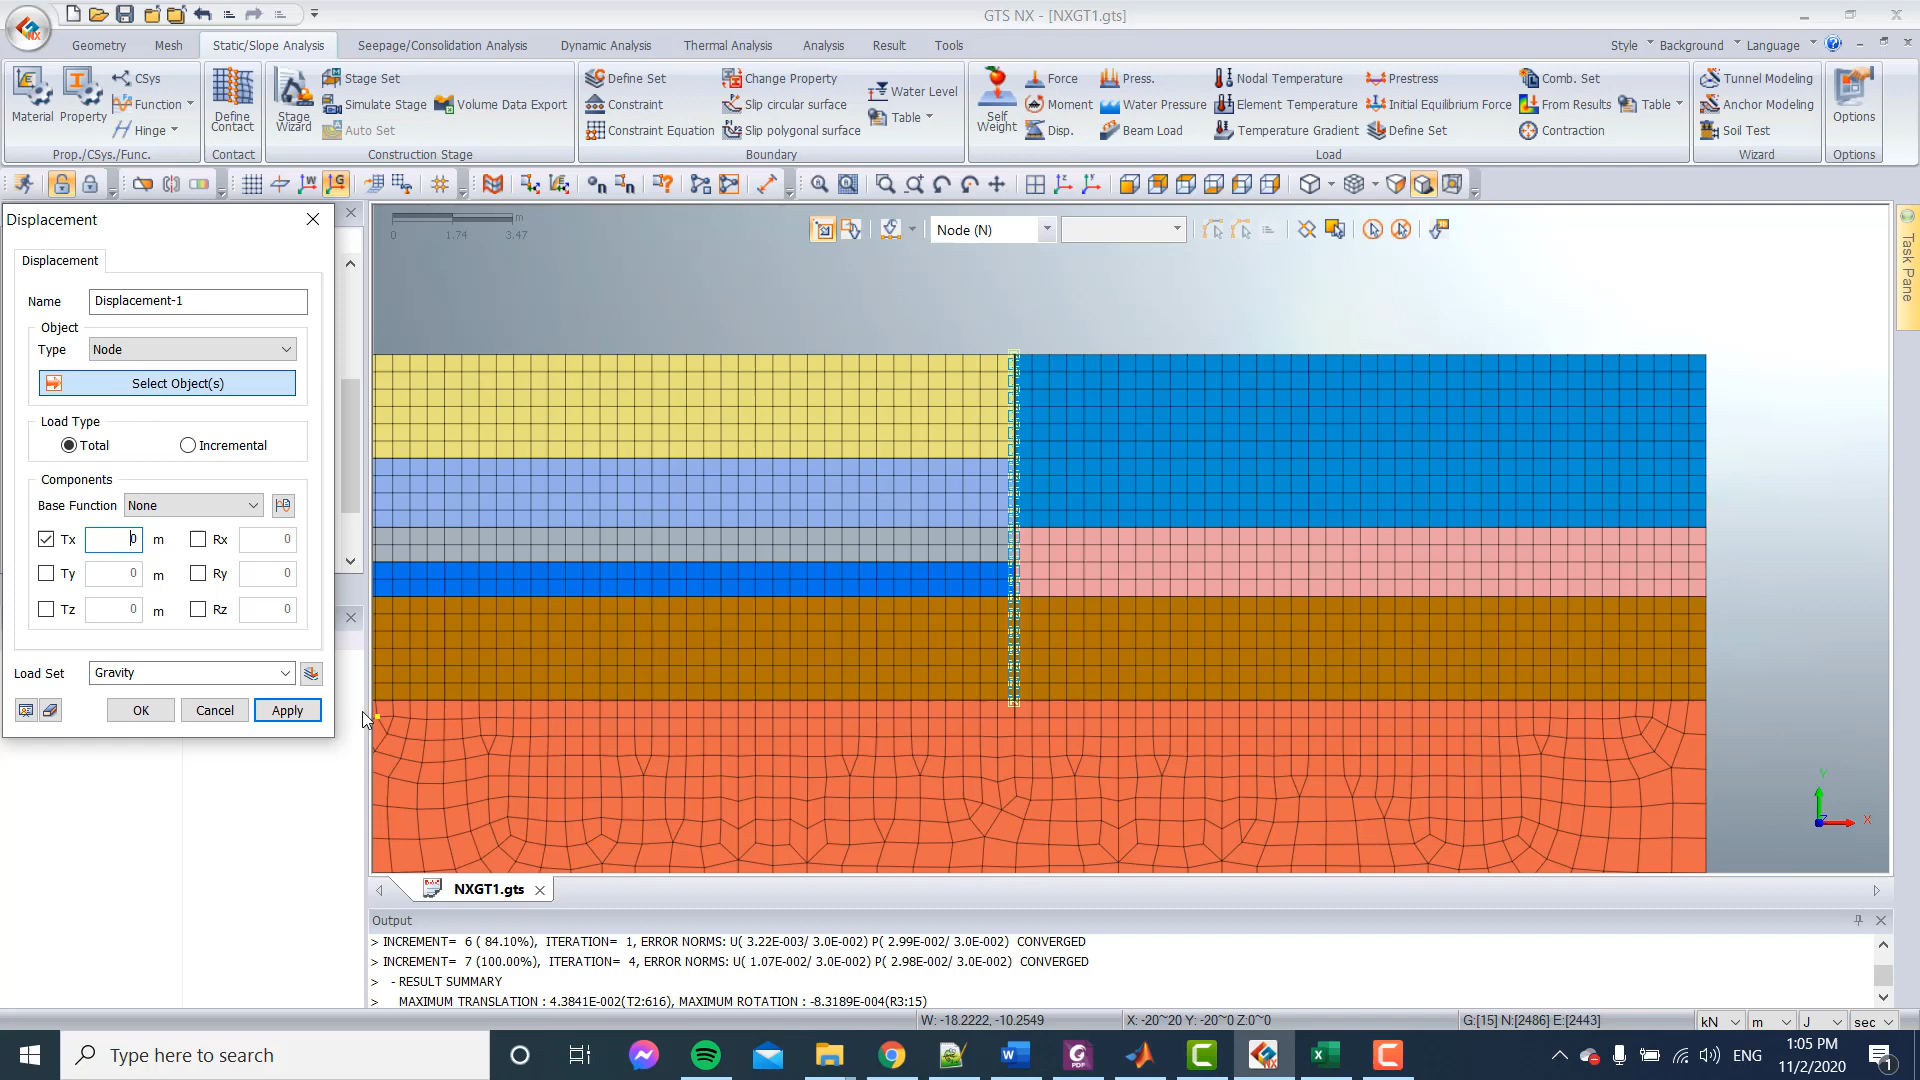 GTS NX - [NXGT1.gts]
Geometry Mesh Static/Slope Analysis Seepage/Consolidation Analysis Dynamic Analysis Thermal Analysis Analysis Result Tools Style Background Language
Material
Property
CSys
Function
Hinge
Prop./CSys./Func.
Define
Contact
Contact
Stage
Wizard
Stage Set
Simulate Stage
Auto Set
Volume Data Export
Construction Stage
Define Set
Constraint
Constraint Equation
Change Property
Slip circular surface
Slip polygonal surface
Water Level
Table
Boundary
Self
Weight
Force
Moment
Disp.
Press.
Water Pressure
Beam Load
Nodal Temperature
Element Temperature
Temperature Gradient
Prestress
Initial Equilibrium Force
Define Set
Comb. Set
From Results
Contraction
Table
Load
Tunnel Modeling
Anchor Modeling
Soil Test
Wizard
Options
Options
Displacement
Displacement
Name Displacement-1
Object
Type Node
Select Object(s)
Load Type
Total Incremental
Components
Base Function None
Tx 0 m Rx 0
Ty 0 m Ry 0
Tz 0 m Rz 0
Load Set Gravity
OK Cancel Apply
m
0 1.74 3.47
Node (N)
Task Pane
Y
X
Z
NXGT1.gts
Output
> INCREMENT= 6 ( 84.10%), ITERATION= 1, ERROR NORMS: U( 3.22E-003/ 3.0E-002) P( 2.99E-002/ 3.0E-002) CONVERGED
> INCREMENT= 7 (100.00%), ITERATION= 4, ERROR NORMS: U( 1.07E-002/ 3.0E-002) P( 2.98E-002/ 3.0E-002) CONVERGED
> - RESULT SUMMARY
> MAXIMUM TRANSLATION : 4.3841E-002(T2:616), MAXIMUM ROTATION : -8.3189E-004(R3:15)
W: -18.2222, -10.2549 X: -20~20 Y: -20~0 Z:0~0 G:[15] N:[2486] E:[2443] kN m J sec
Type here to search
ENG
1:05 PM
11/2/2020
1